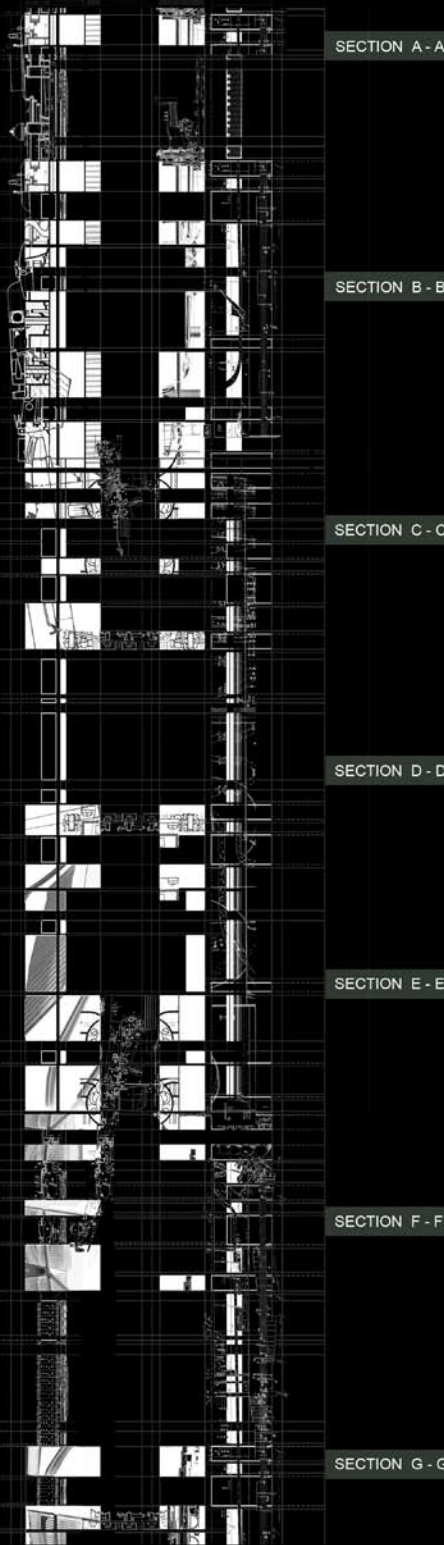 SECTION A - A
SECTION B - B
SECTION C - C
SECTION D - D
SECTION E - E
SECTION F - F
SECTION G - G